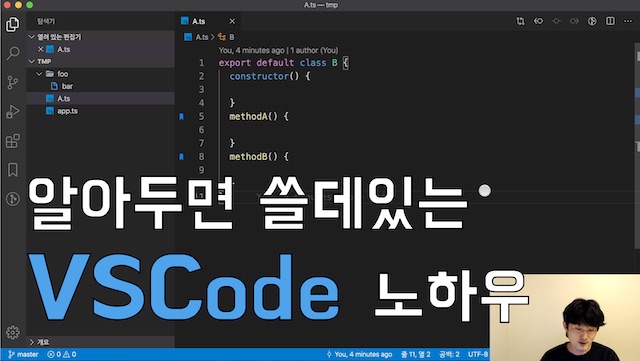 A.ts — tmp
탐색기
A.ts
열려 있는 편집기
A.ts
TMP
foo
bar
A.ts
app.ts
개요
A.ts > B
You, 4 minutes ago | 1 author (You)
1 export default class B {
2 constructor() {
3
4 }
5 methodA() {
6
7 }
8 methodB() {
9
알아두면 쓸데있는
VSCode 노하우
master 0 0
You, 4 minutes ago 줄 11, 열 2 공백: 2 UTF-8